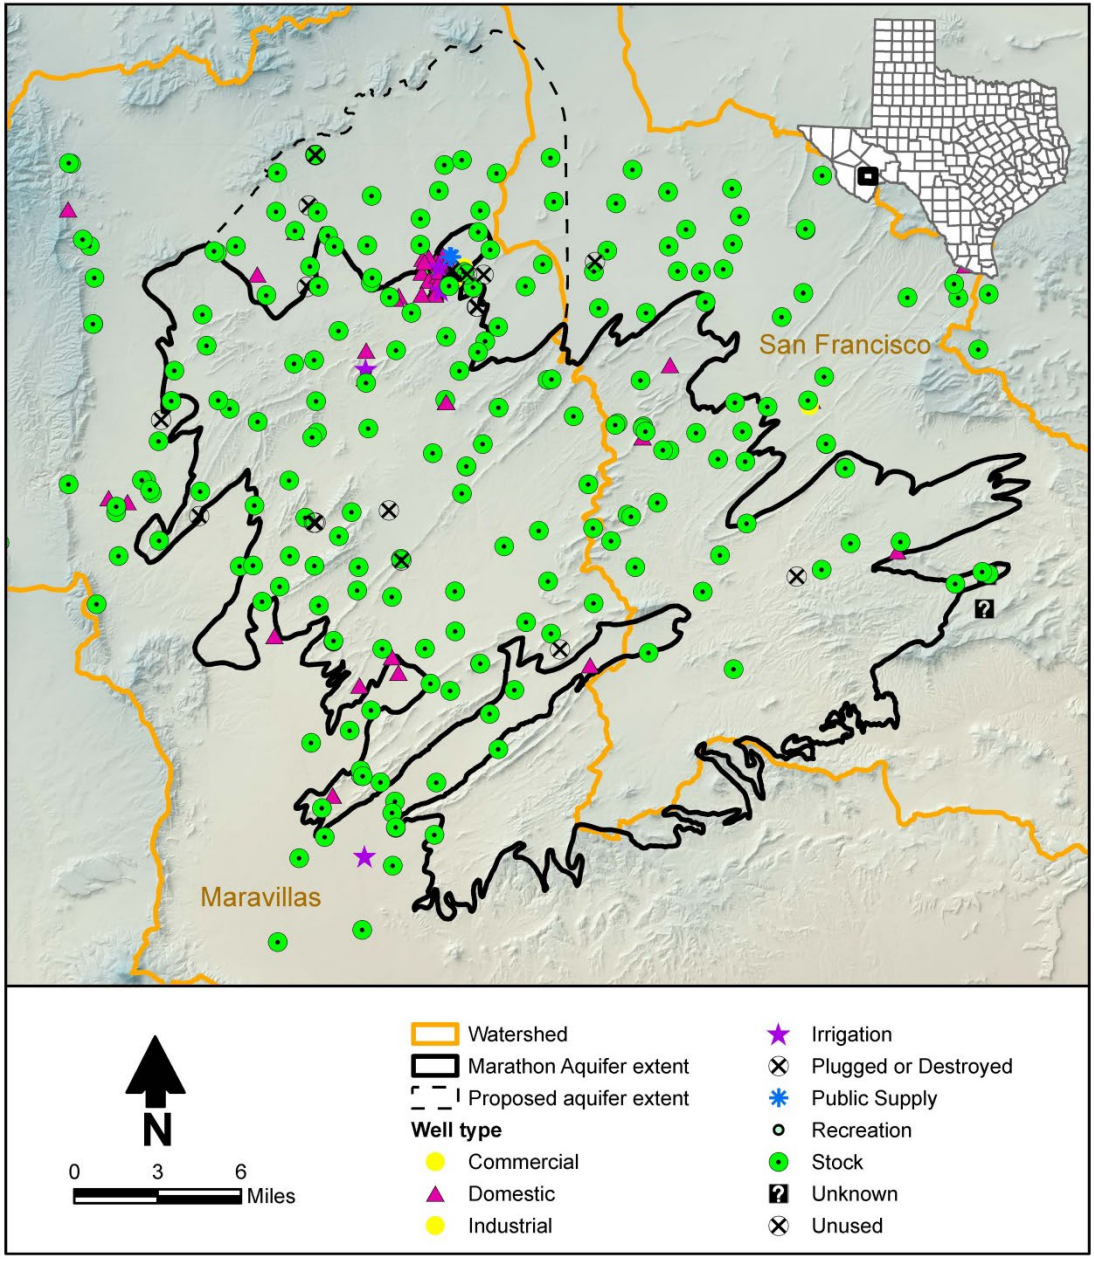 San Francisco
Maravillas
?
N
0 3 6
Miles
Watershed
Marathon Aquifer extent
Proposed aquifer extent
Well type
Commercial
Domestic
Industrial
Irrigation
Plugged or Destroyed
Public Supply
Recreation
Stock
? Unknown
Unused